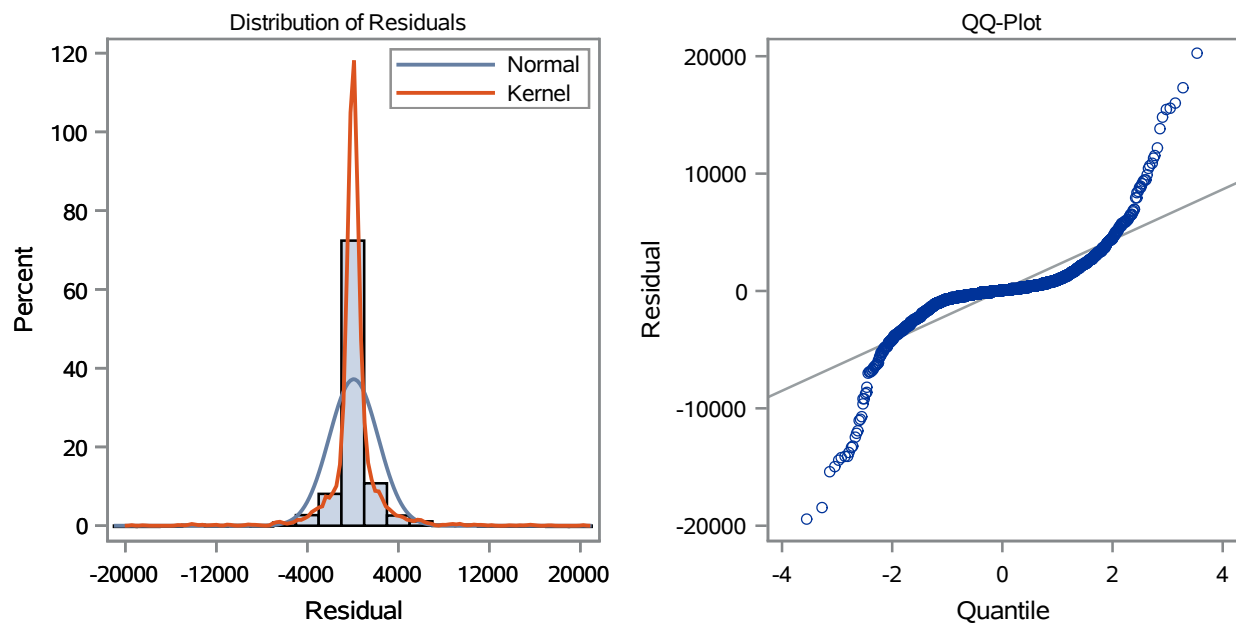 Distribution of Residuals
120
100
80
60
40
20
0
Percent
Normal
Kernel
-20000 -12000 -4000 4000 12000 20000
Residual
QQ-Plot
20000
10000
0
-10000
-20000
Residual
-4 -2 0 2 4
Quantile